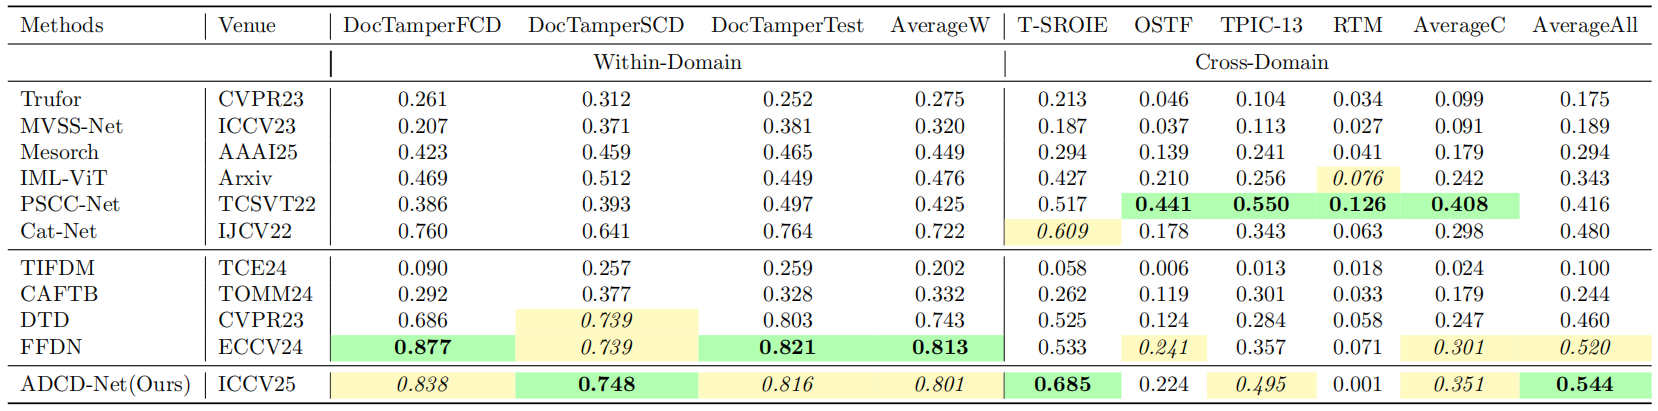 Methods Venue DocTamperFCD DocTamperSCD DocTamperTest AverageW T-SROIE OSTF TPIC-13 RTM AverageC AverageAll
Within-Domain Cross-Domain
Trufor CVPR23 0.261 0.312 0.252 0.275 0.213 0.046 0.104 0.034 0.099 0.175
MVSS-Net ICCV23 0.207 0.371 0.381 0.320 0.187 0.037 0.113 0.027 0.091 0.189
Mesorch AAAI25 0.423 0.459 0.465 0.449 0.294 0.139 0.241 0.041 0.179 0.294
IML-ViT Arxiv 0.469 0.512 0.449 0.476 0.427 0.210 0.256 0.076 0.242 0.343
PSCC-Net TCSVT22 0.386 0.393 0.497 0.425 0.517 0.441 0.550 0.126 0.408 0.416
Cat-Net IJCV22 0.760 0.641 0.764 0.722 0.609 0.178 0.343 0.063 0.298 0.480
TIFDM TCE24 0.090 0.257 0.259 0.202 0.058 0.006 0.013 0.018 0.024 0.100
CAFTB TOMM24 0.292 0.377 0.328 0.332 0.262 0.119 0.301 0.033 0.179 0.244
DTD CVPR23 0.686 0.739 0.803 0.743 0.525 0.124 0.284 0.058 0.247 0.460
FFDN ECCV24 0.877 0.739 0.821 0.813 0.533 0.241 0.357 0.071 0.301 0.520
ADCD-Net(Ours) ICCV25 0.838 0.748 0.816 0.801 0.685 0.224 0.495 0.001 0.351 0.544